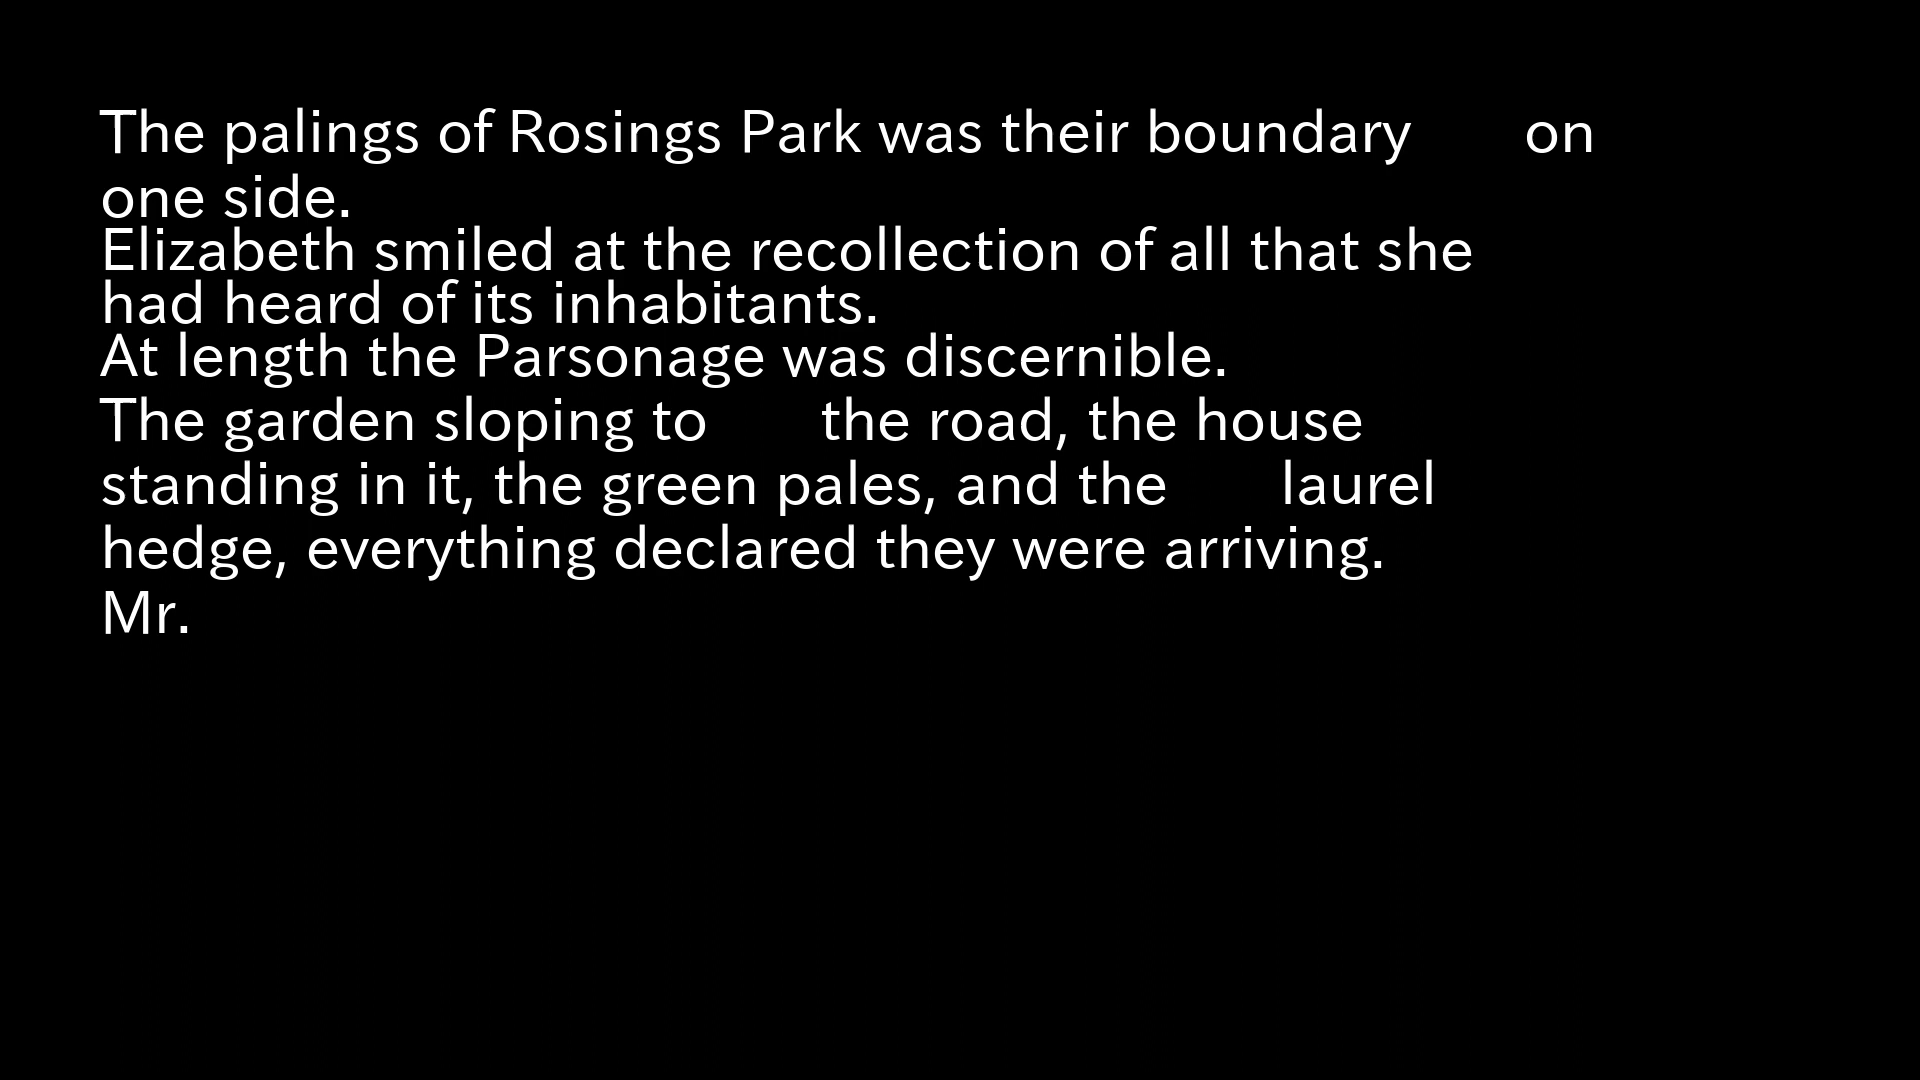 The palings of Rosings Park was their boundary on
one side.
Elizabeth smiled at the recollection of all that she
had heard of its inhabitants.
At length the Parsonage was discernible.
The garden sloping to the road, the house
standing in it, the green pales, and the laurel
hedge, everything declared they were arriving.
Mr.